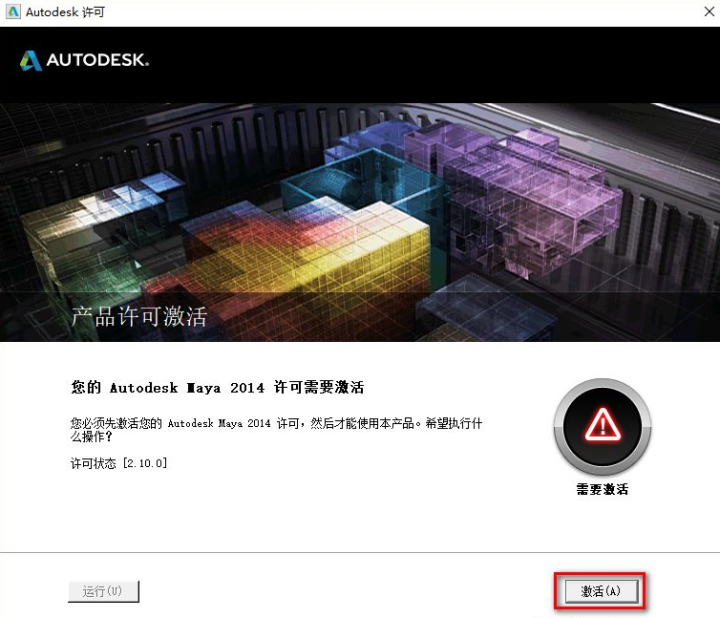 Autodesk 许可
AUTODESK.
产品许可激活
您的 Autodesk Maya 2014 许可需要激活
您必须先激活您的 Autodesk Maya 2014 许可，然后才能使用本产品。希望执行什
么操作？
许可状态 [2.10.0]
需要激活
运行(U)
激活(A)